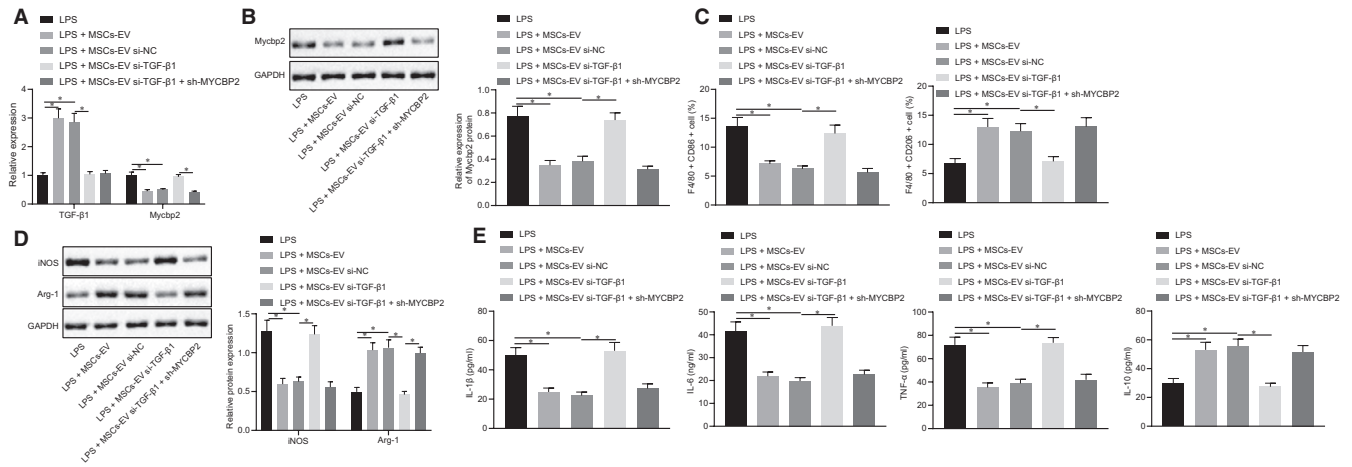 A
LPS
LPS + MSCs-EV
LPS + MSCs-EV si-NC
LPS + MSCs-EV si-TGF-β1
LPS + MSCs-EV si-TGF-β1 + sh-MYCBP2
Relative expression
4
3
2
1
0
* * *
* * *
TGF-β1
Mycbp2
B
Mycbp2
GAPDH
LPS
LPS + MSCs-EV
LPS + MSCs-EV si-NC
LPS + MSCs-EV si-TGF-β1
LPS + MSCs-EV si-TGF-β1 + sh-MYCBP2
LPS
LPS + MSCs-EV
LPS + MSCs-EV si-NC
LPS + MSCs-EV si-TGF-β1
LPS + MSCs-EV si-TGF-β1 + sh-MYCBP2
Relative expression
of Mycbp2 protein
1.0
0.8
0.6
0.4
0.2
0.0
* * *
C
LPS
LPS + MSCs-EV
LPS + MSCs-EV si-NC
LPS + MSCs-EV si-TGF-β1
LPS + MSCs-EV si-TGF-β1 + sh-MYCBP2
F4/80 + CD86 + cell (%)
20
15
10
5
0
* * *
LPS
LPS + MSCs-EV
LPS + MSCs-EV si-NC
LPS + MSCs-EV si-TGF-β1
LPS + MSCs-EV si-TGF-β1 + sh-MYCBP2
F4/80 + CD206 + cell
(%)
20
15
10
5
0
* * *
D
iNOS
Arg-1
GAPDH
LPS
LPS + MSCs-EV
LPS + MSCs-EV si-NC
LPS + MSCs-EV si-TGF-β1
LPS + MSCs-EV si-TGF-β1 + sh-MYCBP2
LPS
LPS + MSCs-EV
LPS + MSCs-EV si-NC
LPS + MSCs-EV si-TGF-β1
LPS + MSCs-EV si-TGF-β1 + sh-MYCBP2
Relative protein expression
1.5
1.0
0.5
0.0
* * *
* * * *
iNOS
Arg-1
E
LPS
LPS + MSCs-EV
LPS + MSCs-EV si-NC
LPS + MSCs-EV si-TGF-β1
LPS + MSCs-EV si-TGF-β1 + sh-MYCBP2
IL-1β (pg/ml)
80
60
40
20
0
* * *
LPS
LPS + MSCs-EV
LPS + MSCs-EV si-NC
LPS + MSCs-EV si-TGF-β1
LPS + MSCs-EV si-TGF-β1 + sh-MYCBP2
IL-6 (ng/ml)
50
40
30
20
10
0
* * *
LPS
LPS + MSCs-EV
LPS + MSCs-EV si-NC
LPS + MSCs-EV si-TGF-β1
LPS + MSCs-EV si-TGF-β1 + sh-MYCBP2
TNF-α (pg/ml)
100
80
60
40
20
0
* * *
LPS
LPS + MSCs-EV
LPS + MSCs-EV si-NC
LPS + MSCs-EV si-TGF-β1
LPS + MSCs-EV si-TGF-β1 + sh-MYCBP2
IL-10 (pg/ml)
80
60
40
20
0
* * *